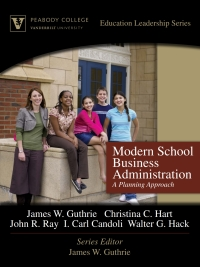 V
PEABODY COLLEGE
VANDERBILT UNIVERSITY
Education Leadership Series
Modern School
Business
Administration
A Planning Approach
James W. Guthrie Christina C. Hart
John R. Ray I. Carl Candoli Walter G. Hack
Series Editor
James W. Guthrie